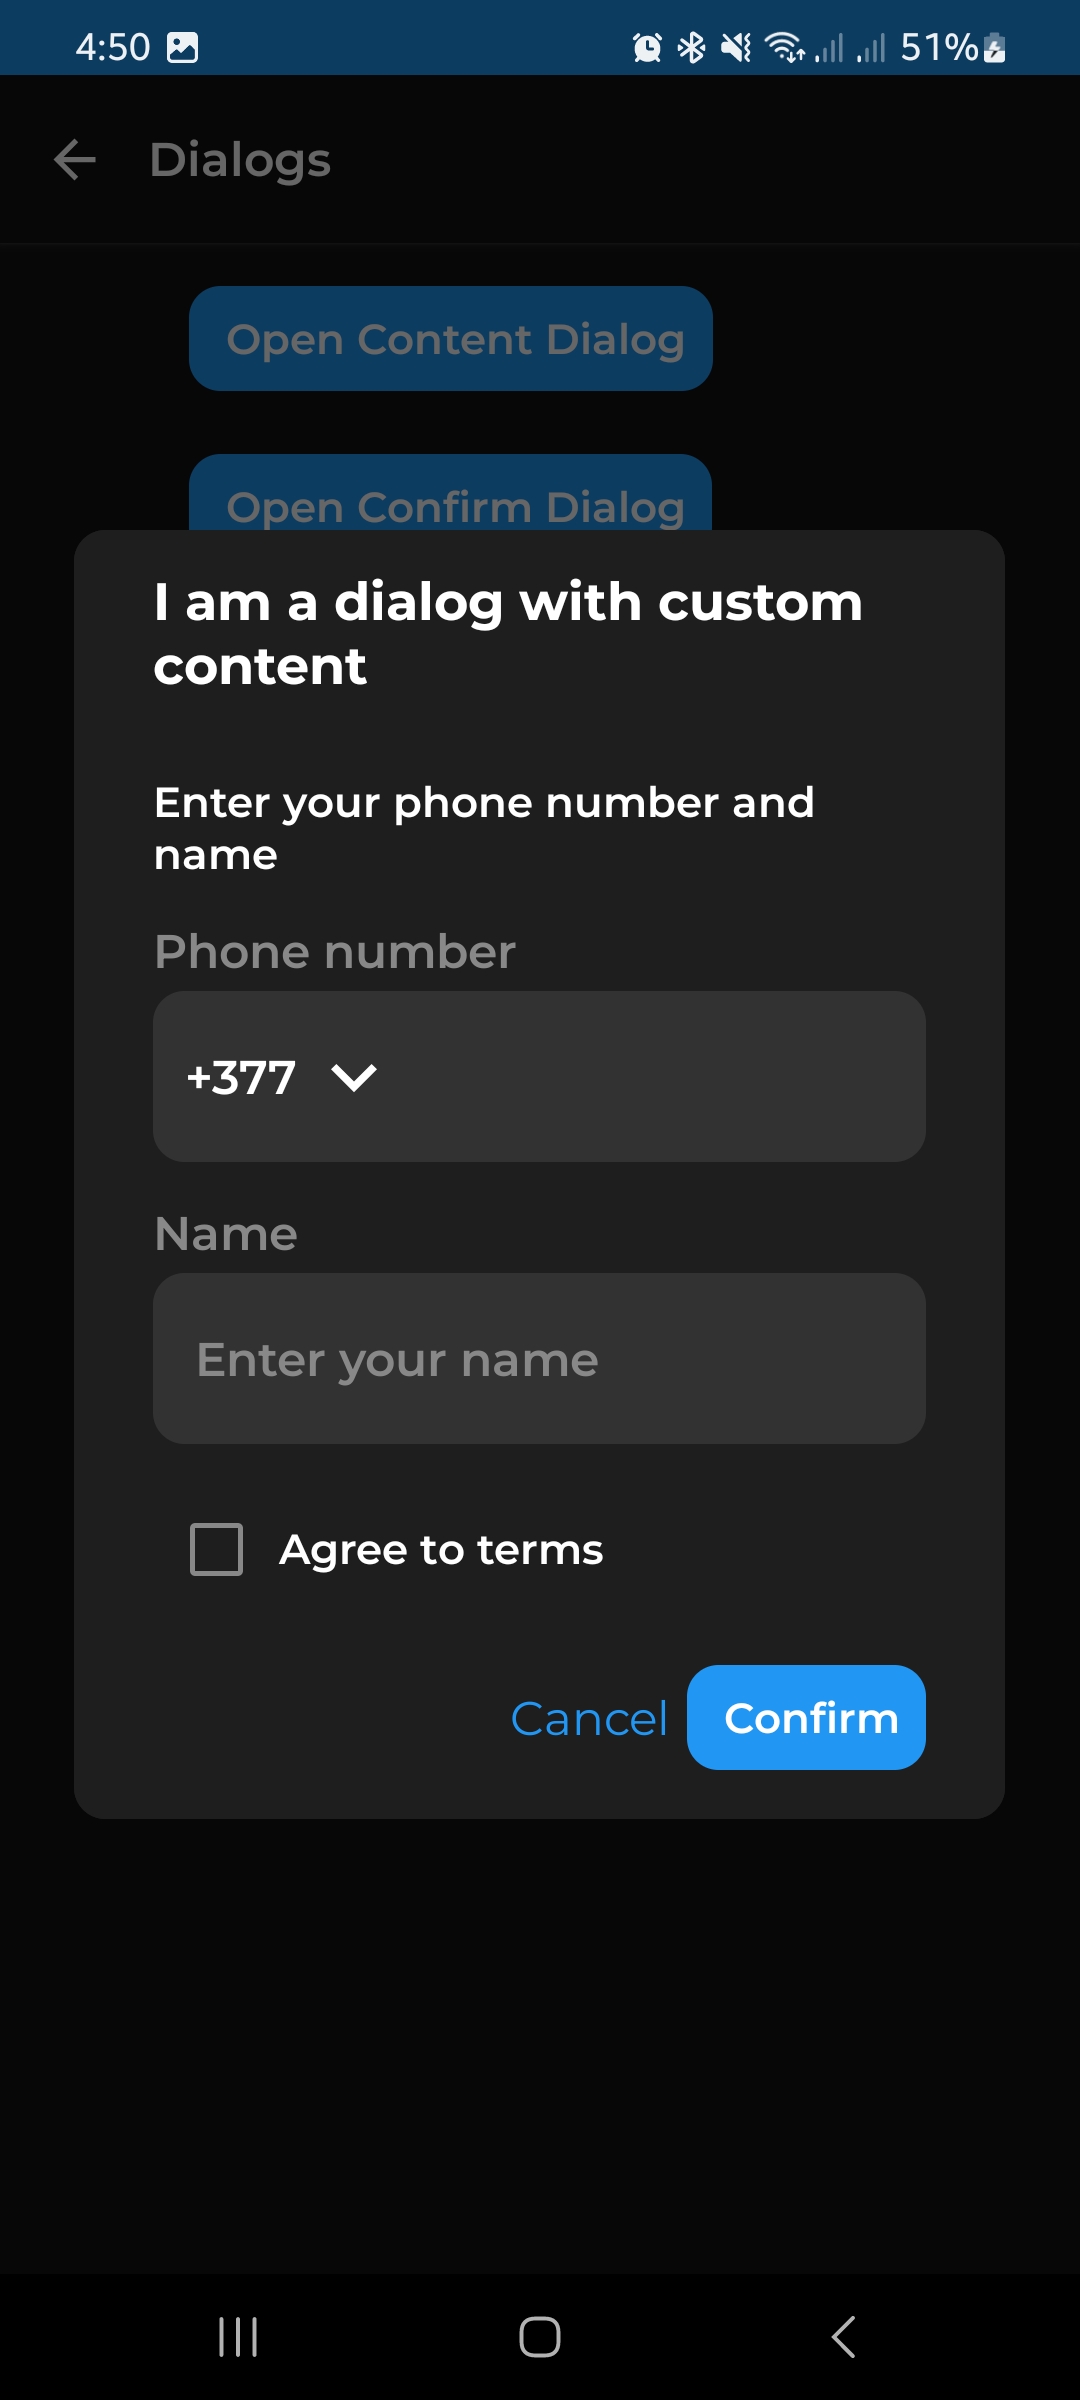 4:50
51%
Dialogs
Open Content Dialog
Open Confirm Dialog
I am a dialog with custom
content
Enter your phone number and
name
Phone number
+377
Name
Enter your name
Agree to terms
Cancel
Confirm